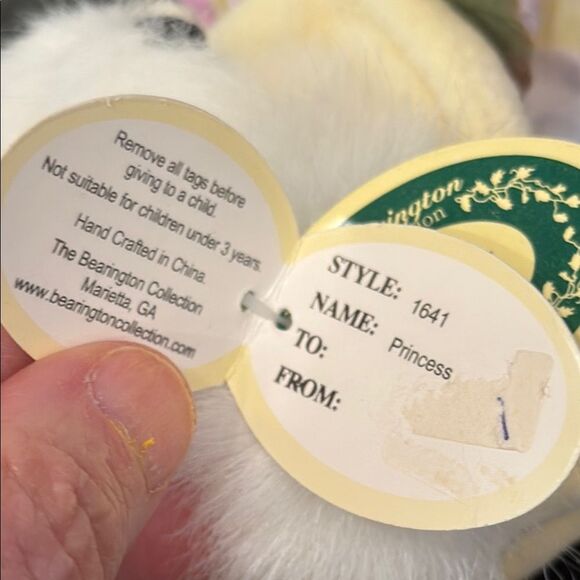 Remove all tags before
giving to a child.
Not suitable for children under 3 years.
Hand Crafted in China.
The Bearington Collection
Marietta, GA
www.bearingtoncollection.com
STYLE: 1641
NAME: Princess
TO:
FROM: